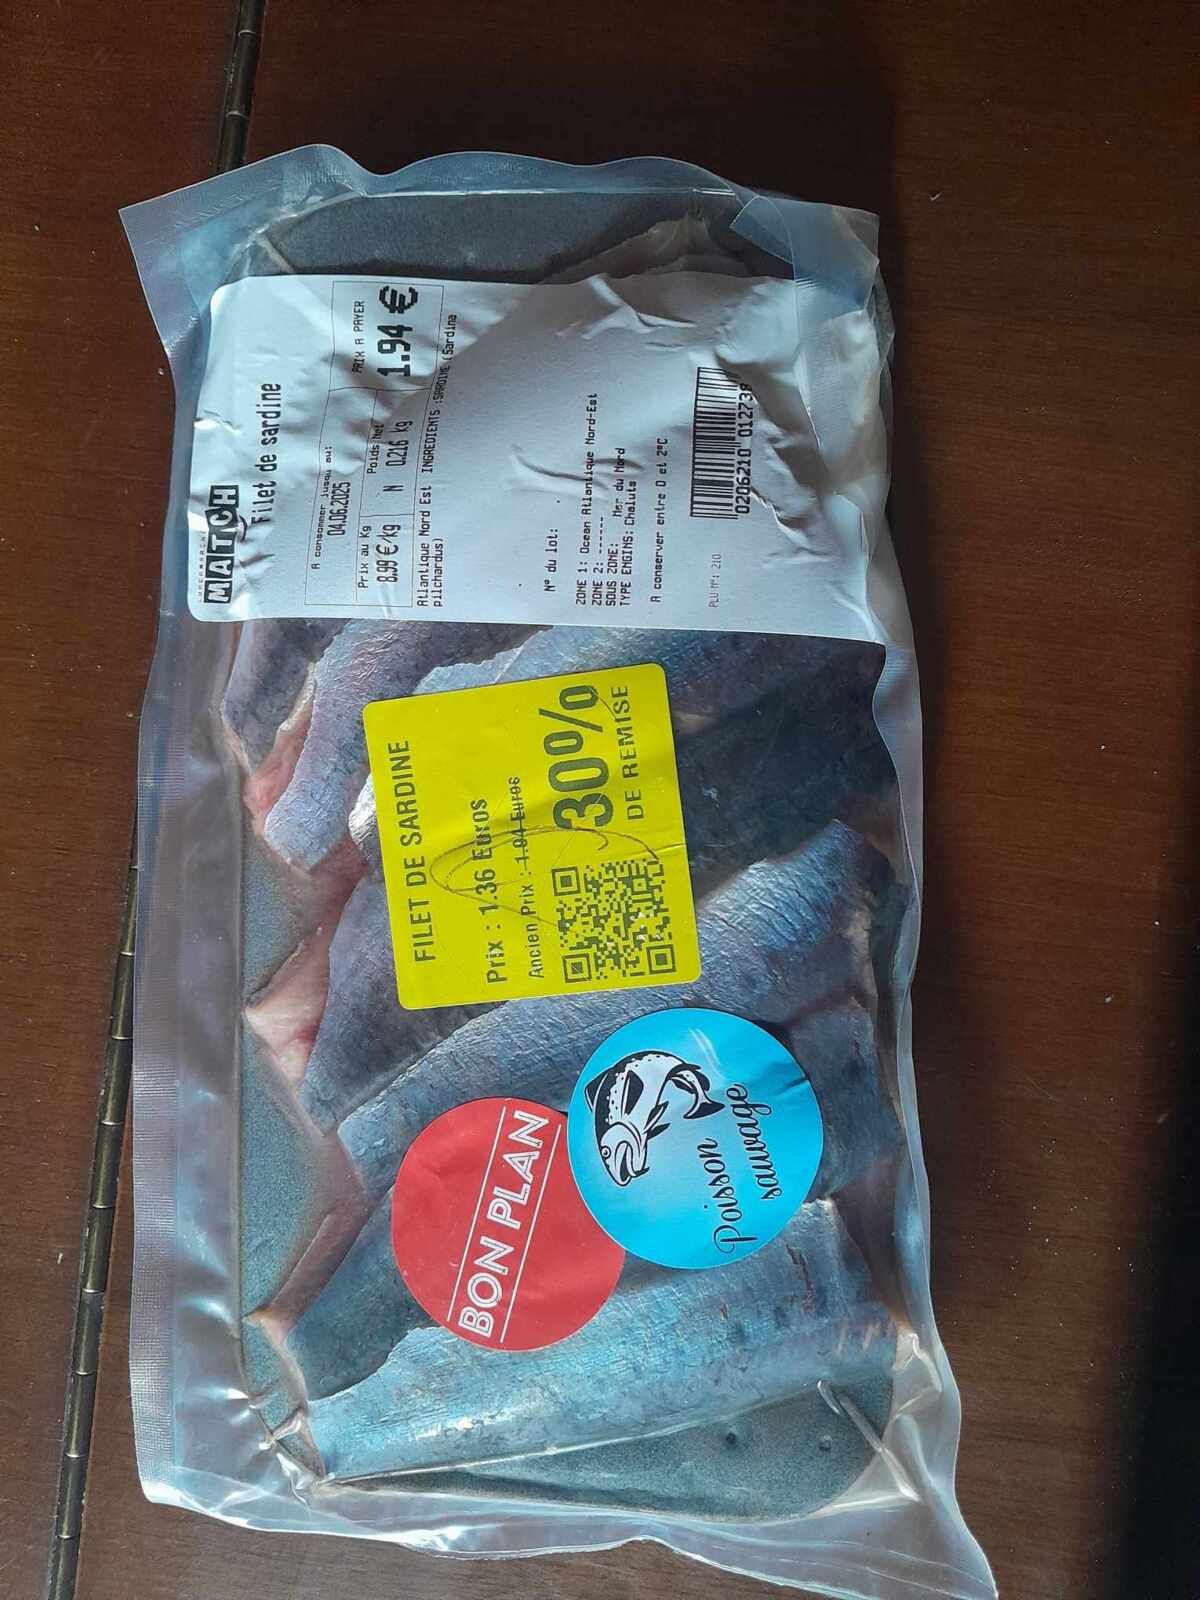 SUPERMARCHÉ
MATCH
Filet de sardine
A consommer jusqu'au:
04.06.2025
PRIX A PAYER
1.94 €
Prix au Kg
8.99 €/kg
Poids Net
N 0.216 kg
Atlantique Nord Est INGREDIENTS :SARDINE (Sardina
pilchardus)
N° du lot:
ZONE 1: Ocean Atlantique Nord-Est
ZONE 2: ------
SOUS ZONE: Mer du Nord
TYPE ENGINS: Chaluts
A conserver entre 0 et 2°C
PLU N°: 210
FILET DE SARDINE
Prix : 1.36 Euros
Ancien Prix : 1.94 Euros
30%
DE REMISE
BON PLAN
Poisson
sauvage